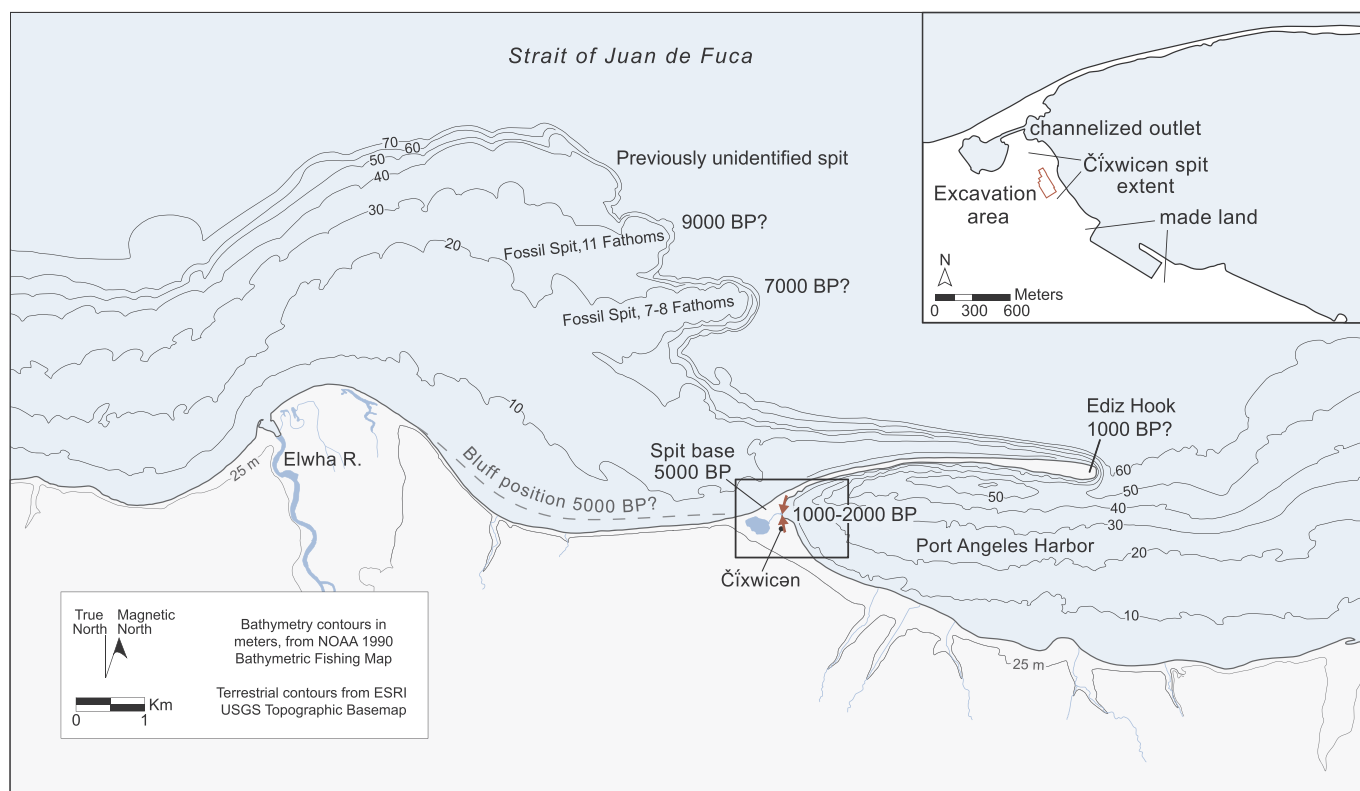 Strait of Juan de Fuca
channelized outlet
Čḯxwicən spit
extent
Excavation
area
made land
N
Meters
0 300 600
Previously unidentified spit
70
60
50
40
30
20
9000 BP?
Fossil Spit,11 Fathoms
7000 BP?
Fossil Spit, 7-8 Fathoms
10
Ediz Hook
1000 BP?
Elwha R.
25 m
Bluff position 5000 BP?
Spit base
5000 BP
1000-2000 BP
Čḯxwicən
60
50
50
40
30
Port Angeles Harbor
20
10
25 m
True
North
Magnetic
North
Km
0 1
Bathymetry contours in
meters, from NOAA 1990
Bathymetric Fishing Map
Terrestrial contours from ESRI
USGS Topographic Basemap